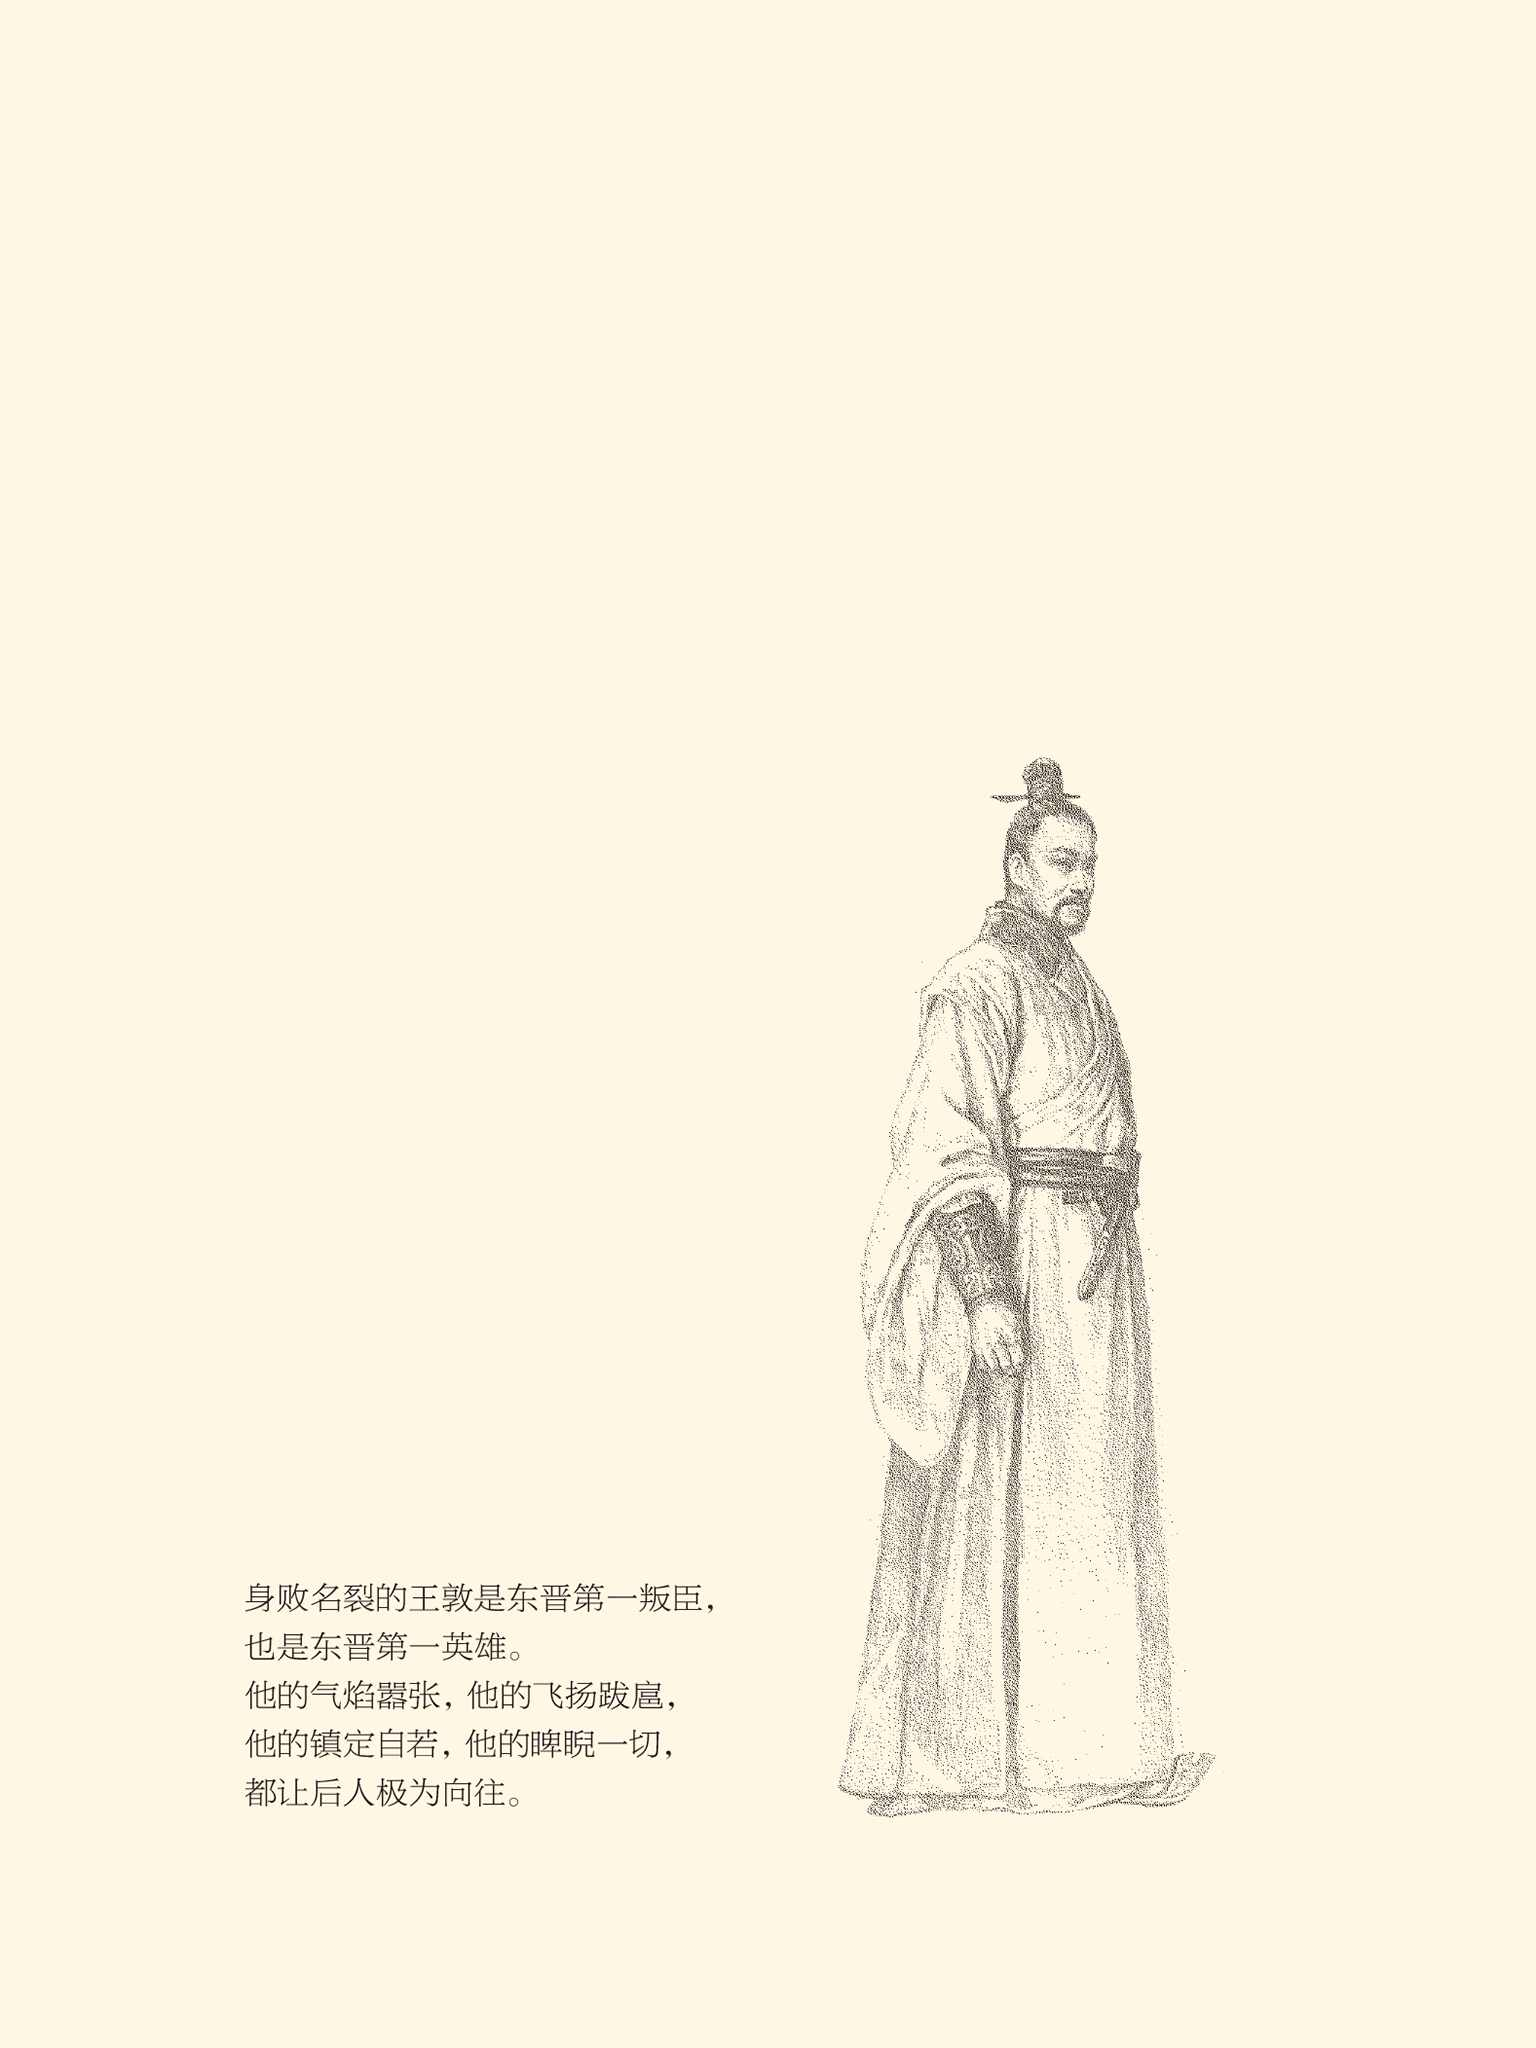 身败名裂的王敦是东晋第一叛臣，
也是东晋第一英雄。
他的气焰嚣张，他的飞扬跋扈，
他的镇定自若，他的睥睨一切，
都让后人极为向往。